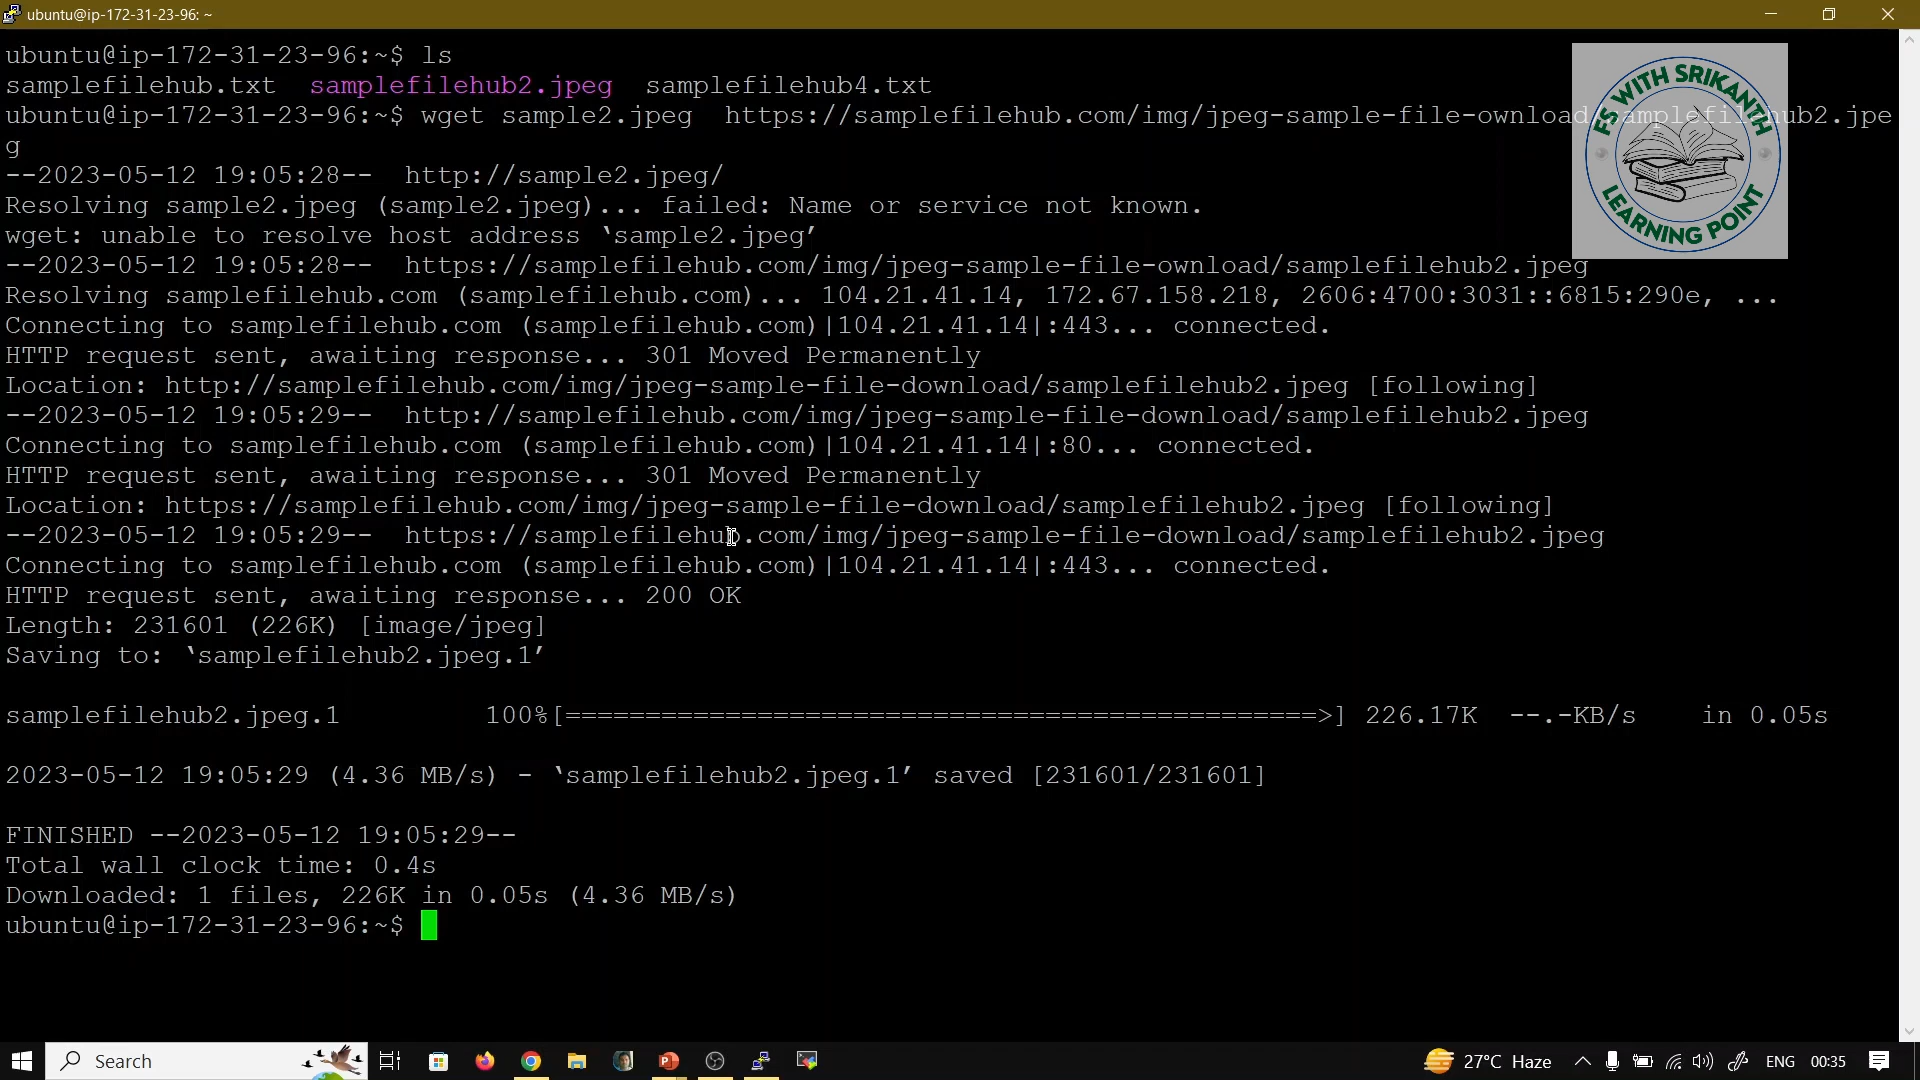 ubuntu@ip-172-31-23-96: ~
ubuntu@ip-172-31-23-96:~$ ls
samplefilehub.txt  samplefilehub2.jpeg  samplefilehub4.txt
ubuntu@ip-172-31-23-96:~$ wget sample2.jpeg  https://samplefilehub.com/img/jpeg-sample-file-ownload/samplefilehub2.jpe
g
--2023-05-12 19:05:28--  http://sample2.jpeg/
Resolving sample2.jpeg (sample2.jpeg)... failed: Name or service not known.
wget: unable to resolve host address ‘sample2.jpeg’
--2023-05-12 19:05:28--  https://samplefilehub.com/img/jpeg-sample-file-ownload/samplefilehub2.jpeg
Resolving samplefilehub.com (samplefilehub.com)... 104.21.41.14, 172.67.158.218, 2606:4700:3031::6815:290e, ...
Connecting to samplefilehub.com (samplefilehub.com)|104.21.41.14|:443... connected.
HTTP request sent, awaiting response... 301 Moved Permanently
Location: http://samplefilehub.com/img/jpeg-sample-file-download/samplefilehub2.jpeg [following]
--2023-05-12 19:05:29--  http://samplefilehub.com/img/jpeg-sample-file-download/samplefilehub2.jpeg
Connecting to samplefilehub.com (samplefilehub.com)|104.21.41.14|:80... connected.
HTTP request sent, awaiting response... 301 Moved Permanently
Location: https://samplefilehub.com/img/jpeg-sample-file-download/samplefilehub2.jpeg [following]
--2023-05-12 19:05:29--  https://samplefilehub.com/img/jpeg-sample-file-download/samplefilehub2.jpeg
Connecting to samplefilehub.com (samplefilehub.com)|104.21.41.14|:443... connected.
HTTP request sent, awaiting response... 200 OK
Length: 231601 (226K) [image/jpeg]
Saving to: ‘samplefilehub2.jpeg.1’
samplefilehub2.jpeg.1         100%[===============================================>] 226.17K  --.-KB/s    in 0.05s
2023-05-12 19:05:29 (4.36 MB/s) - ‘samplefilehub2.jpeg.1’ saved [231601/231601]
FINISHED --2023-05-12 19:05:29--
Total wall clock time: 0.4s
Downloaded: 1 files, 226K in 0.05s (4.36 MB/s)
ubuntu@ip-172-31-23-96:~$
FS WITH SRIKANTH
LEARNING POINT
Search
27°C Haze
ENG
00:35